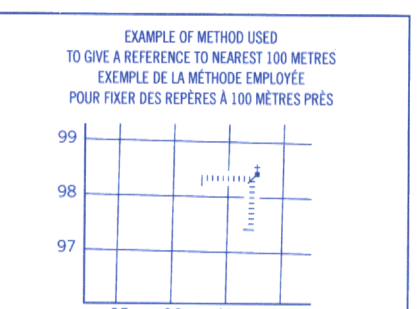 EXAMPLE OF METHOD USED
TO GIVE A REFERENCE TO NEAREST 100 METRES
EXEMPLE DE LA MÉTHODE EMPLOYÉE
POUR FIXER DES REPÈRES À 100 MÈTRES PRÈS
99
98
97